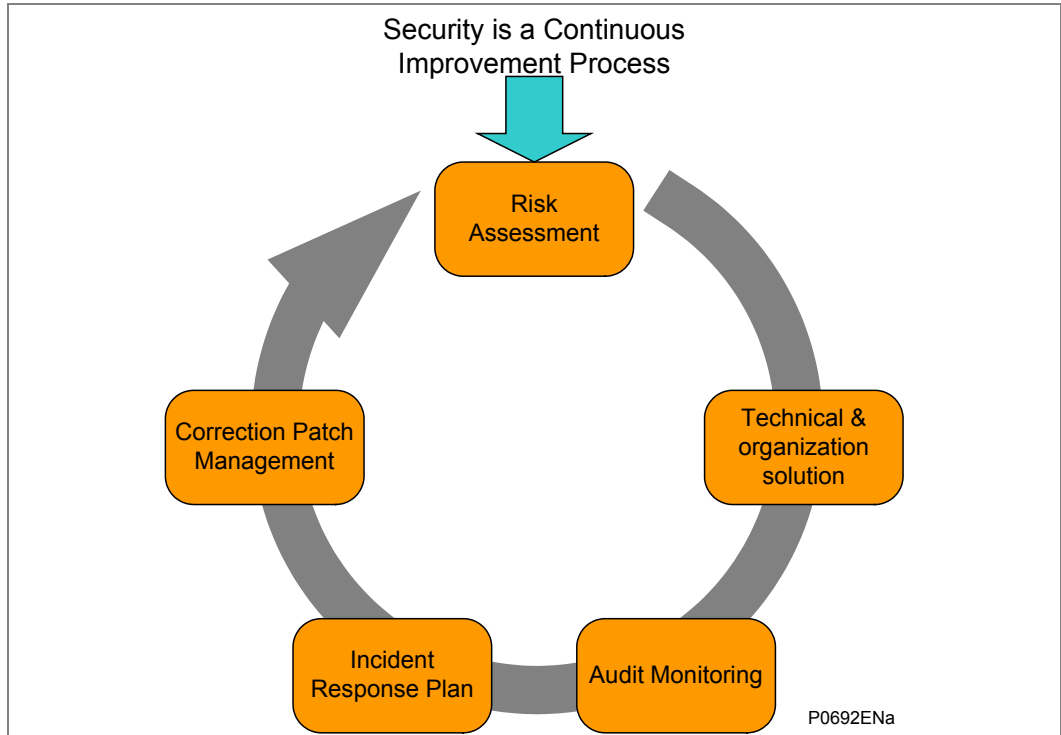 Security is a Continuous
Improvement Process
Risk
Assessment
Technical &
organization
solution
Audit Monitoring
Incident
Response Plan
Correction Patch
Management
P0692ENa